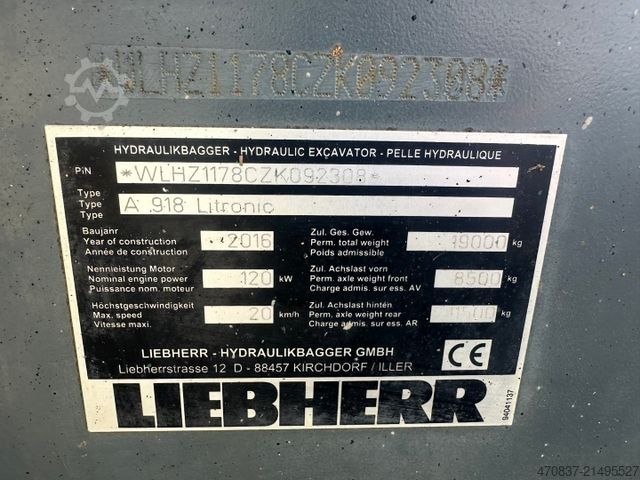 *WLHZ1178CZK092308*
HYDRAULIKBAGGER - HYDRAULIC EXCAVATOR - PELLE HYDRAULIQUE
PiN *WLHZ1178CZK092308*
Type
Type A 918 Litronic
Type
Baujahr
Year of construction 2016
Année de construction
Zul. Ges. Gew.
Perm. total weight 19000 kg
Poids admissible
Nennleistung Motor
Nominal engine power 120 kW
Puissance nom. moteur
Zul. Achslast vorn
Perm. axle weight front 8500 kg
Charge admis. sur ess. AV
Höchstgeschwindigkeit
Max. speed 20 km/h
Vitesse maxi.
Zul. Achslast hinten
Perm. axle weight rear 11500 kg
Charge admis. sur ess. AR
LIEBHERR - HYDRAULIKBAGGER GMBH
Liebherrstrasse 12 D - 88457 KIRCHDORF / ILLER
CE
LIEBHERR
94041137
470837-21495527